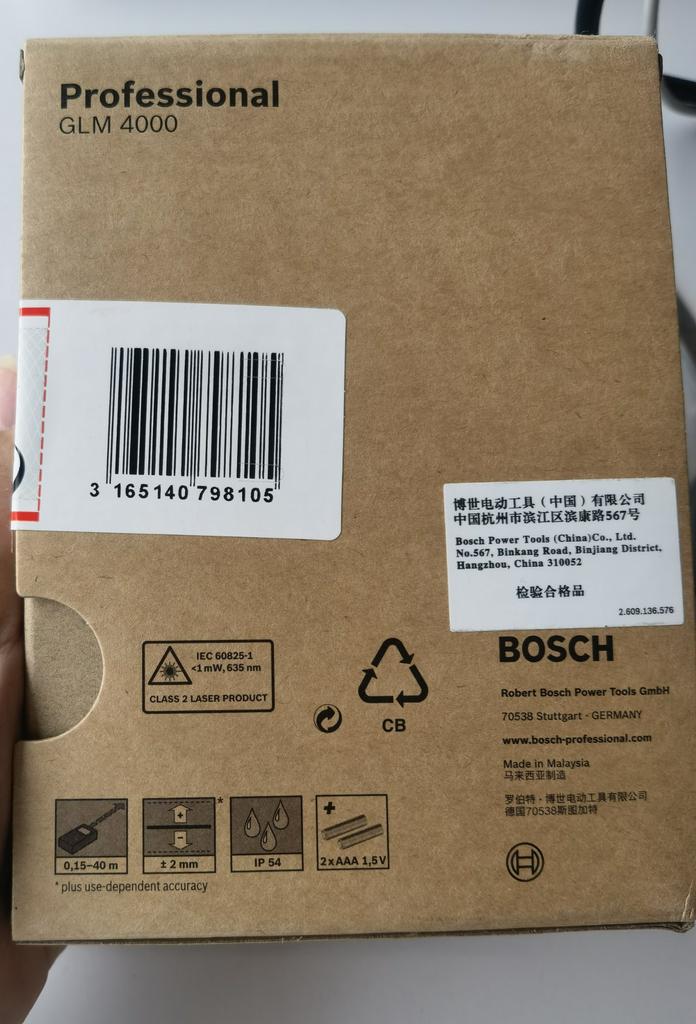 Professional
GLM 4000
3 165140 798105
博世电动工具（中国）有限公司
中国杭州市滨江区滨康路567号
Bosch Power Tools (China)Co., Ltd.
No.567, Binkang Road, Binjiang District,
Hangzhou, China 310052
检验合格品
2.609.136.576
IEC 60825-1
<1 mW, 635 nm
CLASS 2 LASER PRODUCT
CB
BOSCH
Robert Bosch Power Tools GmbH
70538 Stuttgart - GERMANY
www.bosch-professional.com
Made in Malaysia
马来西亚制造
罗伯特·博世电动工具有限公司
德国70538斯图加特
0,15–40 m
± 2 mm *
IP 54
2 x AAA 1,5 V
* plus use-dependent accuracy